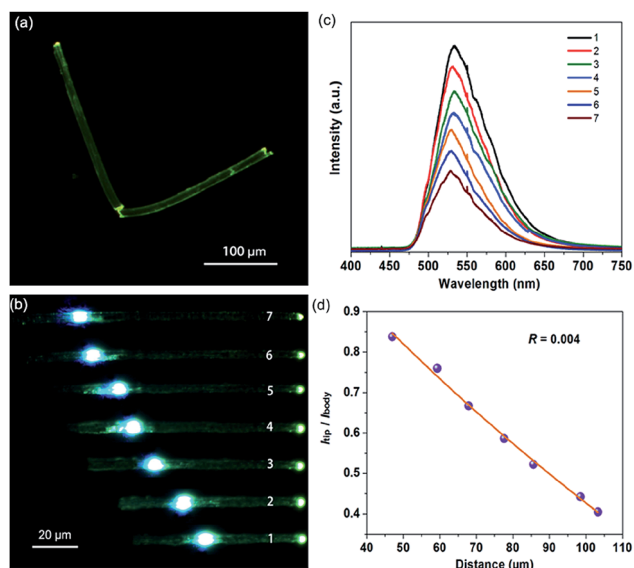 (a)
100 µm
(b)
7
6
5
4
3
2
1
20 µm
(c)
Intensity (a.u.)
1
2
3
4
5
6
7
400 450 500 550 600 650 700 750
Wavelength (nm)
(d)
R = 0.004
Itip / Ibody
0.9
0.8
0.7
0.6
0.5
0.4
40 50 60 70 80 90 100 110
Distance (µm)